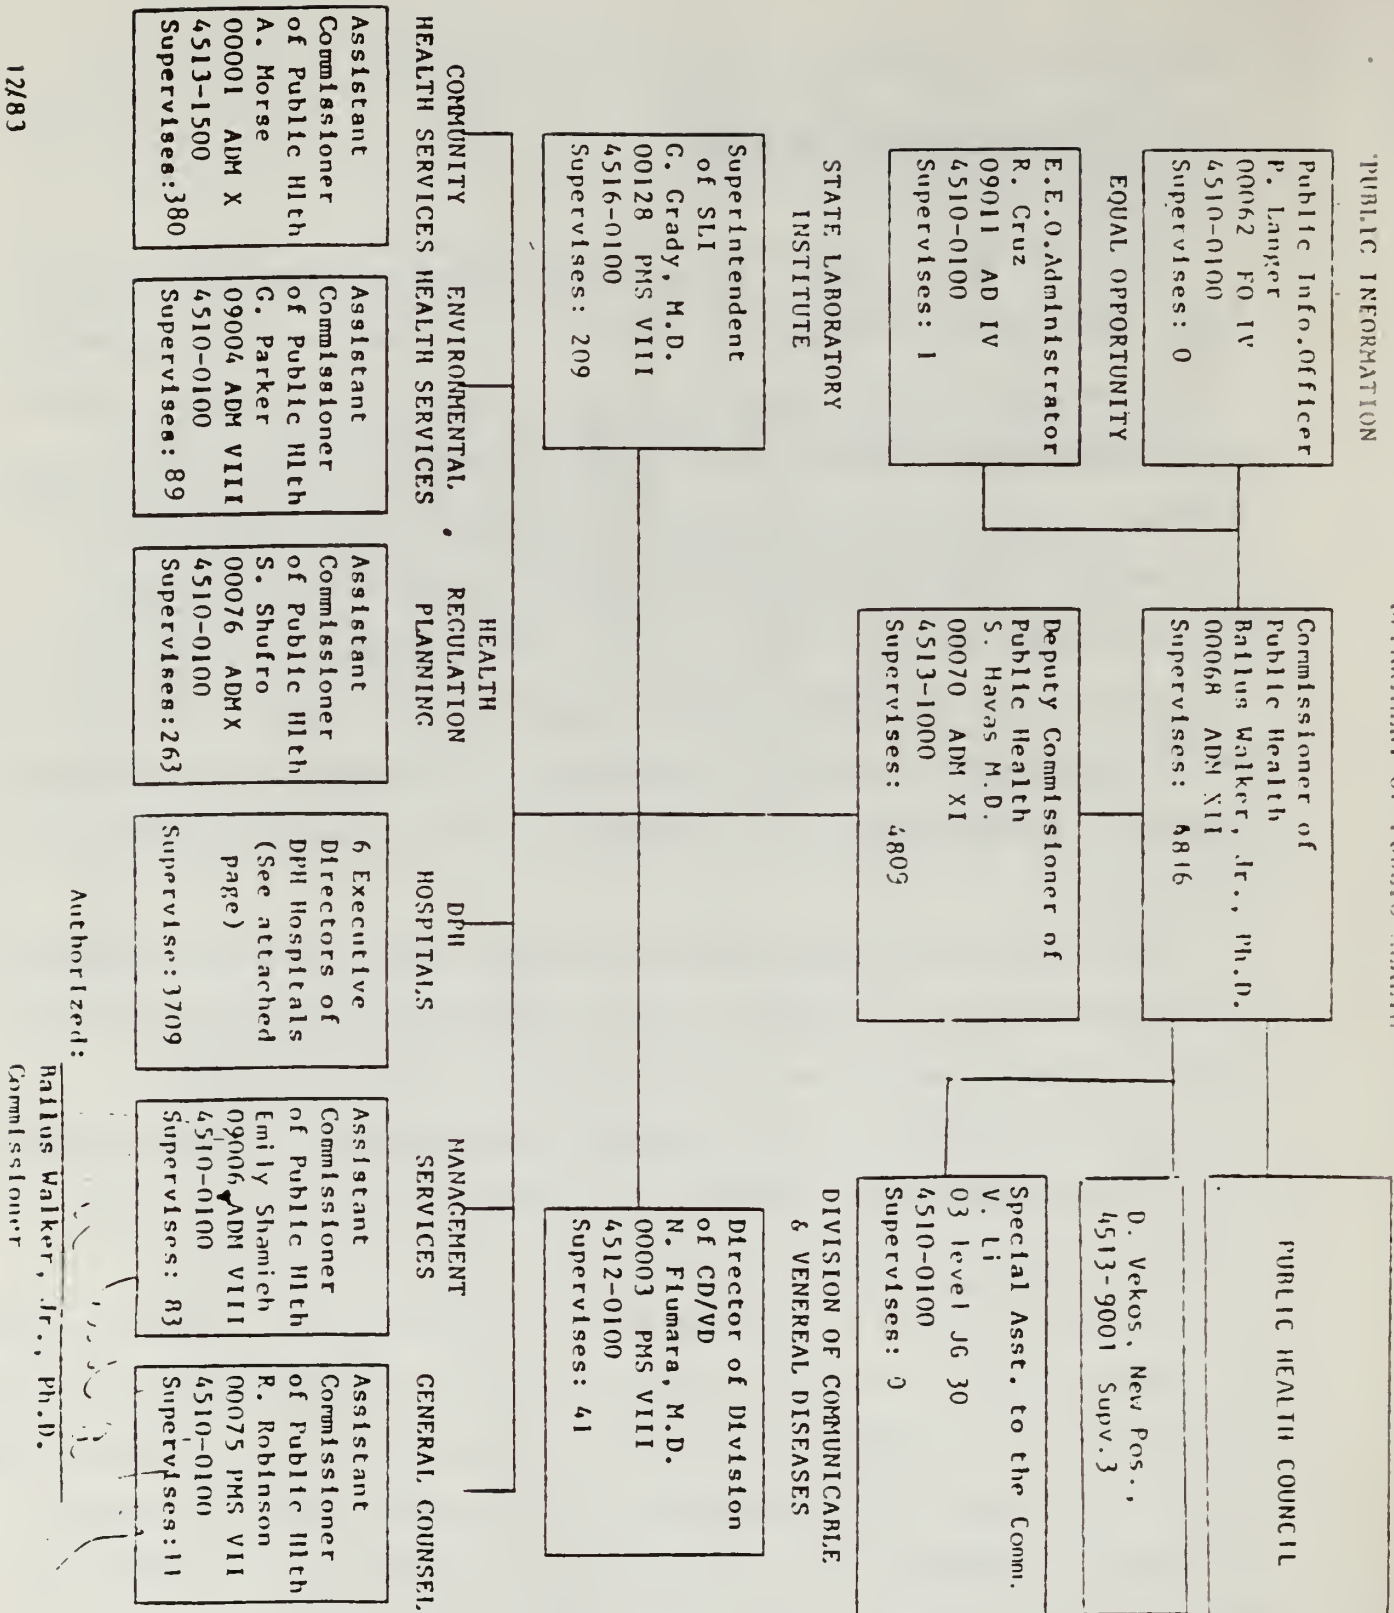 PUBLIC INFORMATION
Public Info.Officer
P. Langer
00062 FO IV
4510-0100
Supervises: 0
EQUAL OPPORTUNITY
E.E.O.Administrator
R. Cruz
09011 AD IV
4510-0100
Supervises: 1
Commissioner of
Public Health
Bailus Walker, Jr., Ph.D.
00068 ADM XII
Supervises: 4816
PUBLIC HEALTH COUNCIL
D. Vekos, New Pos.,
4513-9001 Supv.3
Deputy Commissioner of
Public Health
S. Havas M.D.
00070 ADM XI
4513-1000
Supervises: 4809
Special Asst. to the Comm.
V. Li
03 level JG 30
4510-0100
Supervises: 0
STATE LABORATORY
INSTITUTE
Superintendent
of SLI
G. Grady, M.D.
00128 PMS VIII
4516-0100
Supervises: 209
DIVISION OF COMMUNICABLE
& VENEREAL DISEASES
Director of Division
of CD/VD
N. Fiumara, M.D.
00003 PMS VIII
4512-0100
Supervises: 41
COMMUNITY
HEALTH SERVICES
Assistant
Commissioner
of Public Hlth
A. Morse
00001 ADM X
4513-1500
Supervises:380
ENVIRONMENTAL
HEALTH SERVICES
Assistant
Commissioner
of Public Hlth
G. Parker
09004 ADM VIII
4510-0100
Supervises: 89
HEALTH
REGULATION
PLANNING
Assistant
Commissioner
of Public Hlth
S. Shufro
00076 ADMX
4510-0100
Supervises:263
DPH
HOSPITALS
6 Executive
Directors of
DPH Hospitals
(See attached
page)
Supervise:3709
MANAGEMENT
SERVICES
Assistant
Commissioner
of Public Hlth
Emily Shamich
09006 ADM VIII
4510-0100
Supervises: 83
GENERAL COUNSEL
Assistant
Commissioner
of Public Hlth
R. Robinson
00075 PMS VII
4510-0100
Supervises:11
Authorized:
Bailus Walker, Jr., Ph.D.
Commissioner
12/83